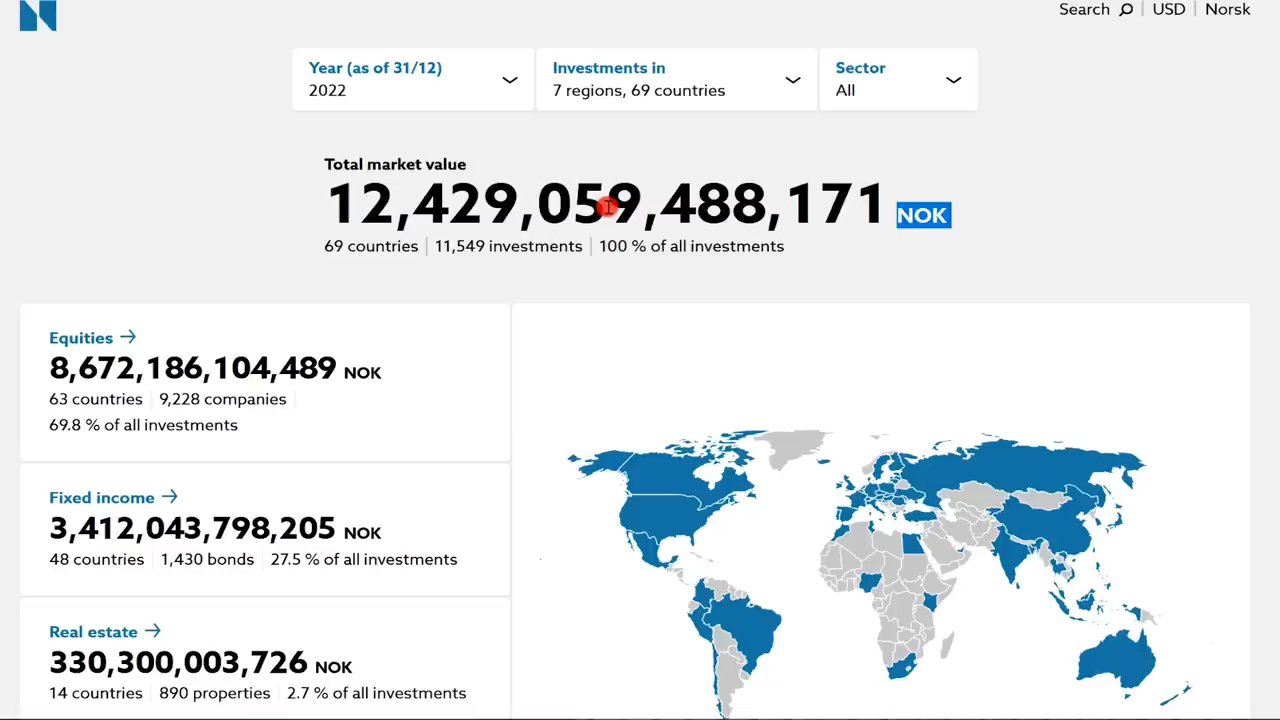 Search | USD | Norsk
Year (as of 31/12)
2022
Investments in
7 regions, 69 countries
Sector
All
Total market value
12,429,059,488,171 NOK
69 countries | 11,549 investments | 100 % of all investments
Equities →
8,672,186,104,489 NOK
63 countries | 9,228 companies
69.8 % of all investments
Fixed income →
3,412,043,798,205 NOK
48 countries | 1,430 bonds | 27.5 % of all investments
Real estate →
330,300,003,726 NOK
14 countries | 890 properties | 2.7 % of all investments